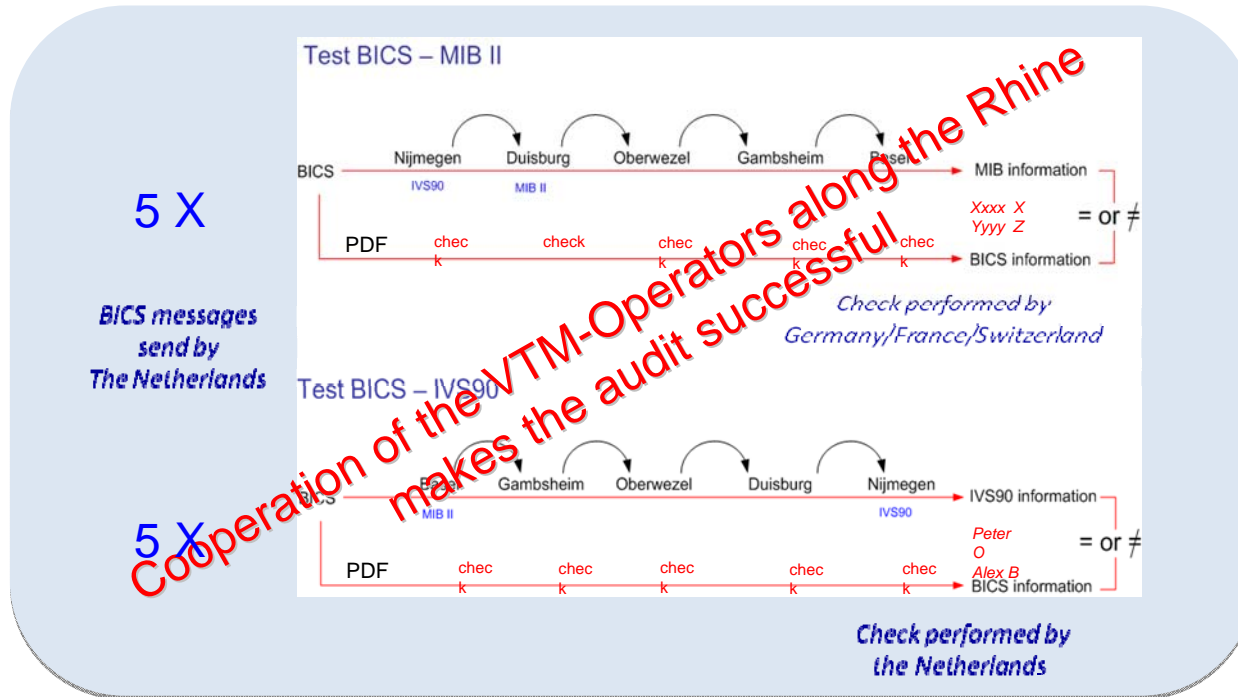 Test BICS – MIB II
Nijmegen Duisburg Oberwezel Gambsheim Basel
BICS
MIB information
IVS90 MIB II
5 X
Xxxx X
Yyyy Z
= or ≠
PDF
chec
k
check
chec
k
chec
k
chec
k
BICS information
BICS messages
send by
The Netherlands
Check performed by
Germany/France/Switzerland
Cooperation of the VTM-Operators along the Rhine
makes the audit successful
Test BICS – IVS90
Basel Gambsheim Oberwezel Duisburg Nijmegen
BICS
IVS90 information
MIB II IVS90
5 X
Peter
O
Alex B
= or ≠
PDF
chec
k
chec
k
chec
k
chec
k
chec
k
BICS information
Check performed by
the Netherlands